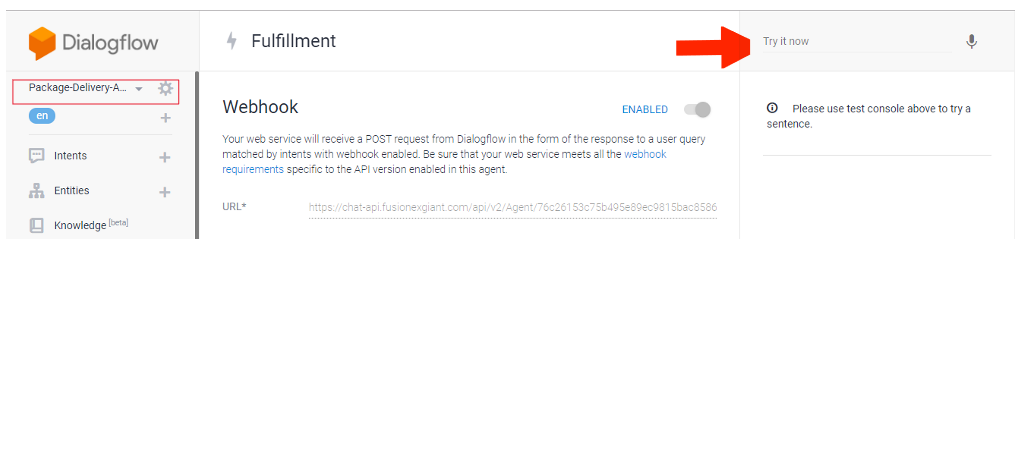 Dialogflow
Fulfillment
Try it now
Package-Delivery-A...
en
Intents
Entities
Knowledge [beta]
Webhook
ENABLED
Your web service will receive a POST request from Dialogflow in the form of the response to a user query
matched by intents with webhook enabled. Be sure that your web service meets all the webhook
requirements specific to the API version enabled in this agent.
URL*
https://chat-api.fusionexgiant.com/api/v2/Agent/76c26153c75b495e89ec9815bac8586
Please use test console above to try a
sentence.